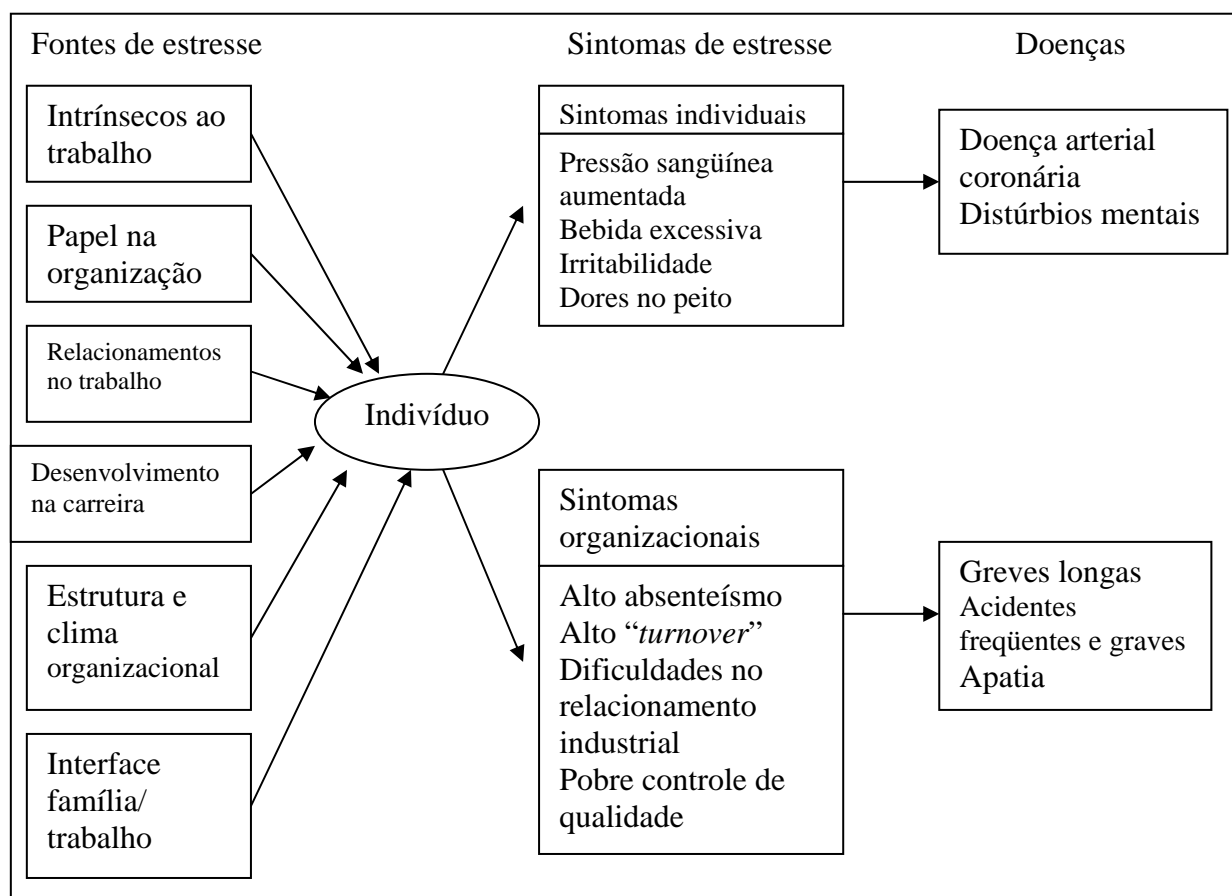 Fontes de estresse
Sintomas de estresse
Doenças
Intrínsecos ao
trabalho
Papel na
organização
Relacionamentos
no trabalho
Desenvolvimento
na carreira
Estrutura e
clima
organizacional
Interface
família/
trabalho
Indivíduo
Sintomas individuais
Pressão sangüínea
aumentada
Bebida excessiva
Irritabilidade
Dores no peito
Sintomas
organizacionais
Alto absenteísmo
Alto “turnover”
Dificuldades no
relacionamento
industrial
Pobre controle de
qualidade
Doença arterial
coronária
Distúrbios mentais
Greves longas
Acidentes
freqüentes e graves
Apatia